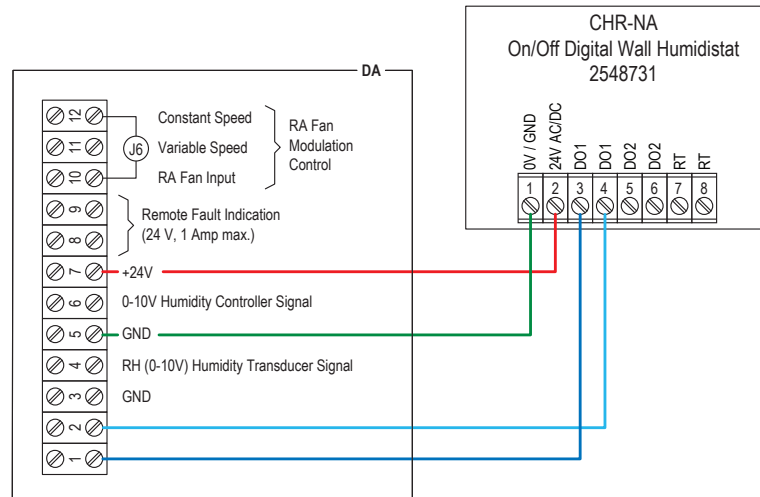 CHR-NA
On/Off Digital Wall Humidistat
2548731
0V / GND
24V AC/DC
DO1
DO1
DO2
DO2
RT
RT
1
2
3
4
5
6
7
8
DA
12
Constant Speed
11
J6
Variable Speed
10
RA Fan Input
RA Fan
Modulation
Control
9
8
Remote Fault Indication
(24 V, 1 Amp max.)
7
+24V
6
0-10V Humidity Controller Signal
5
GND
4
RH (0-10V) Humidity Transducer Signal
3
GND
2
1